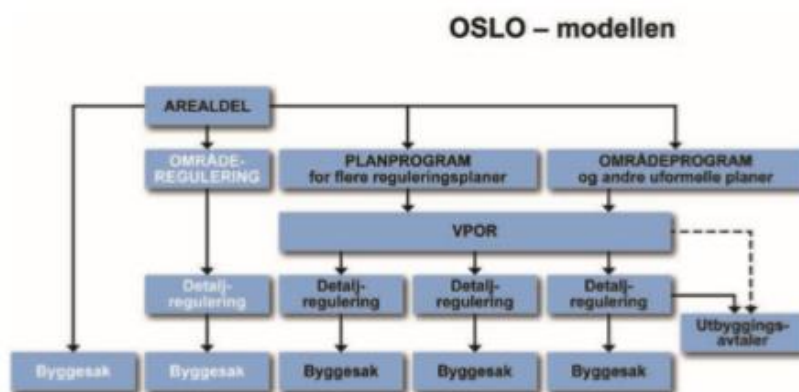 OSLO – modellen
AREALDEL
OMRÅDE-
REGULERING
PLANPROGRAM
for flere reguleringsplaner
OMRÅDEPROGRAM
og andre uformelle planer
VPOR
Detalj-
regulering
Detalj-
regulering
Detalj-
regulering
Detalj-
regulering
Utbyggings-
avtaler
Byggesak
Byggesak
Byggesak
Byggesak
Byggesak